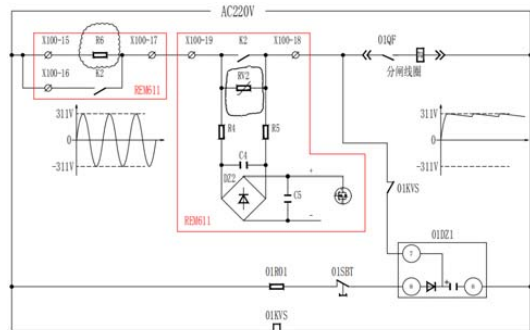 AC220V
X100-15 R6 X100-17 X100-19 K2 X100-18 01QF
X100-16 K2
REM611
RV2
分闸线圈
311V
0
-311V
R4 R5
C4
DZ2
C5
+
-
REM611
311V
0
-311V
01KVS
01DZ1
7
01R01 01SBT
+
01KVS